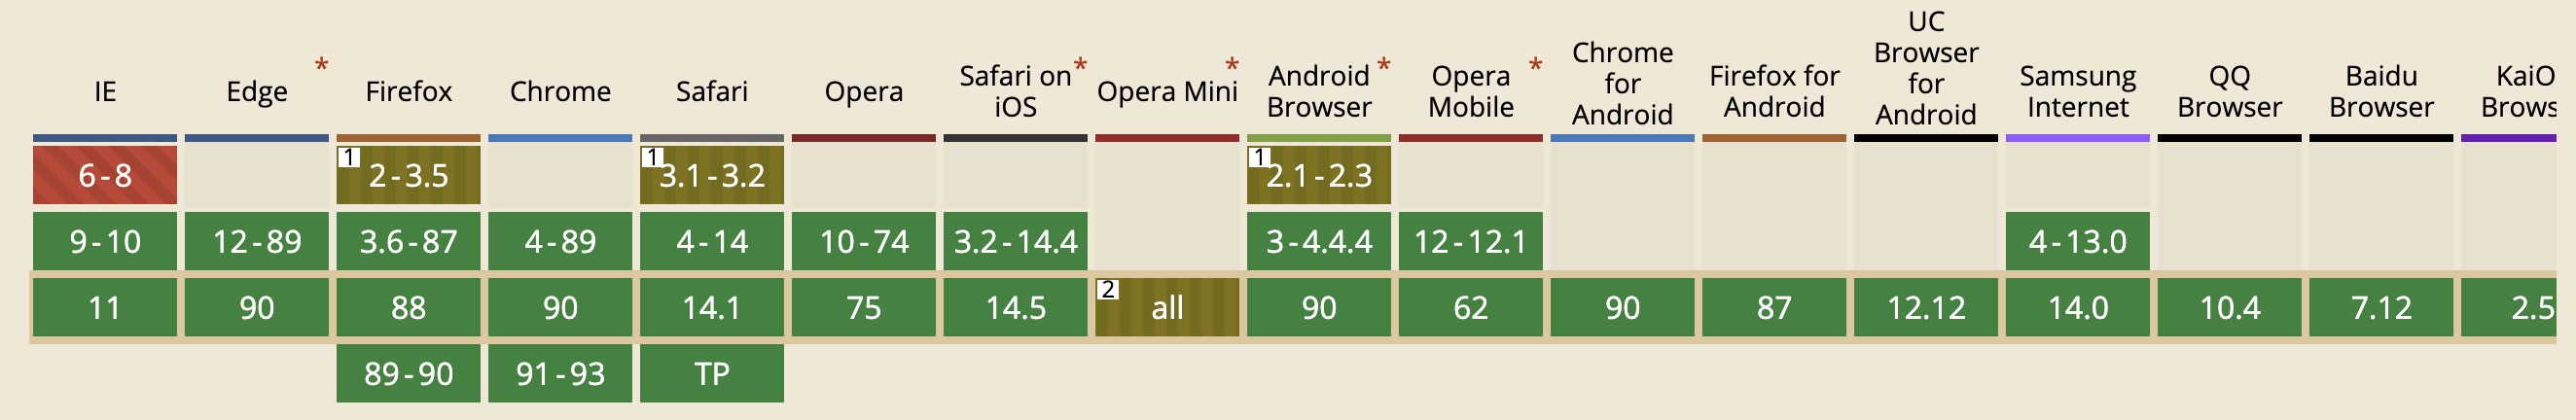 IE
Edge *
Firefox
Chrome
Safari
Opera
Safari on *
iOS
Opera Mini *
Android *
Browser
Opera *
Mobile
Chrome
for
Android
Firefox for
Android
UC
Browser
for
Android
Samsung
Internet
QQ
Browser
Baidu
Browser
KaiO
Brows
6-8
1 2-3.5
1 3.1-3.2
1 2.1-2.3
9-10 12-89 3.6-87 4-89 4-14 10-74 3.2-14.4 3-4.4.4 12-12.1 4-13.0
11 90 88 90 14.1 75 14.5 2 all 90 62 90 87 12.12 14.0 10.4 7.12 2.5
89-90 91-93 TP